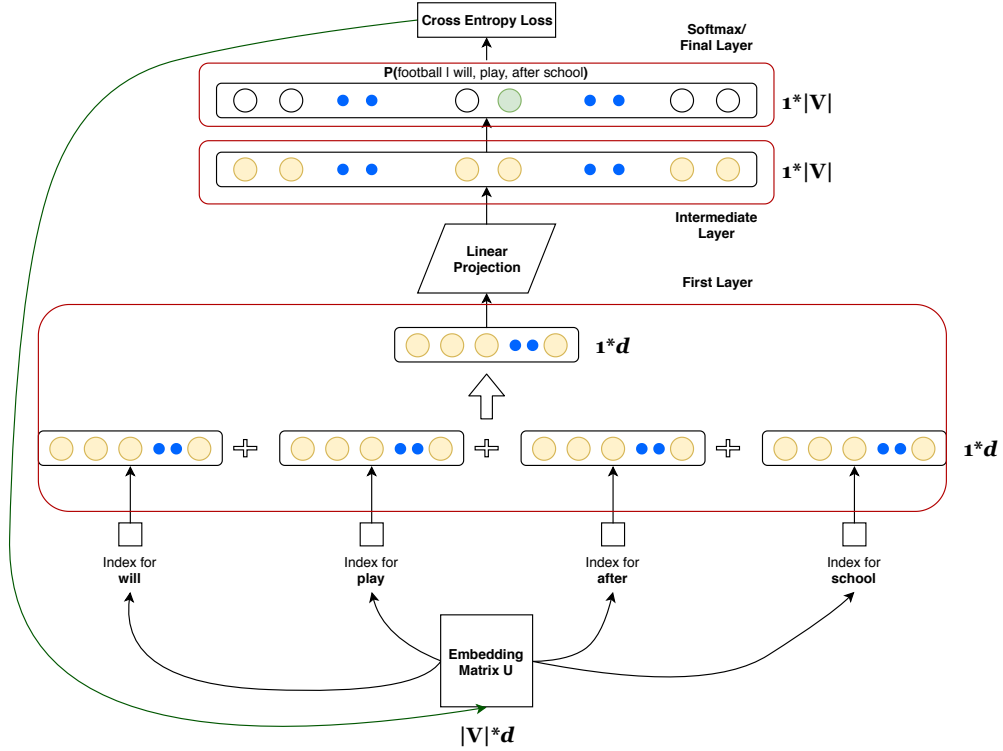 Cross Entropy Loss
Softmax/
Final Layer
P(football | will, play, after school)
1*|V|
1*|V|
Intermediate
Layer
Linear
Projection
First Layer
1*d
1*d
Index for
will
Index for
play
Index for
after
Index for
school
Embedding
Matrix U
|V|*d